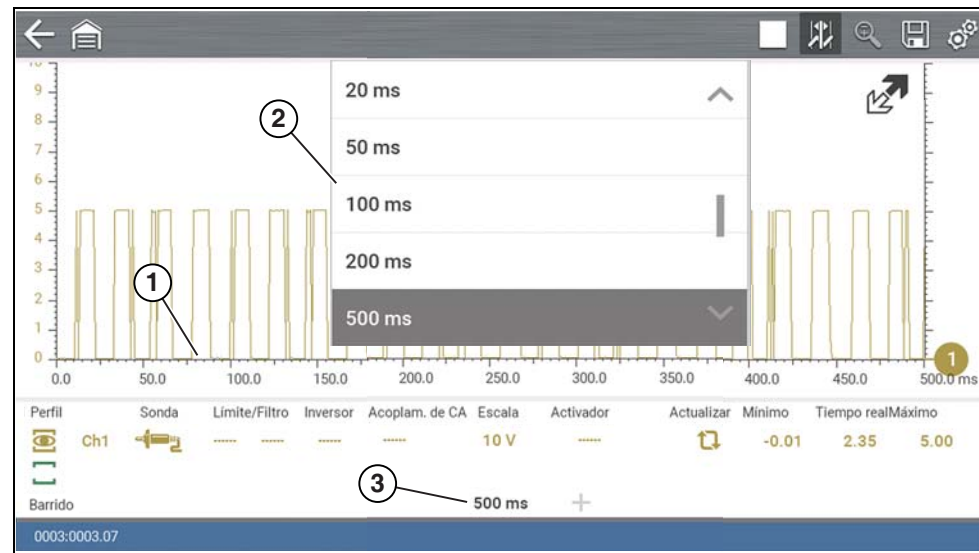 10
9
8
7
6
5
4
3
2
1
0
20 ms
50 ms
100 ms
200 ms
500 ms
2
1
3
1
0.0 50.0 100.0 150.0 200.0 250.0 300.0 350.0 400.0 450.0 500.0 ms
Perfil Sonda Límite/Filtro Inversor Acoplam. de CA Escala Activador Actualizar Mínimo Tiempo real Máximo
Ch1 ------ ------ ------ ------ 10 V ------ -0.01 2.35 5.00
Barrido 500 ms +
0003:0003.07